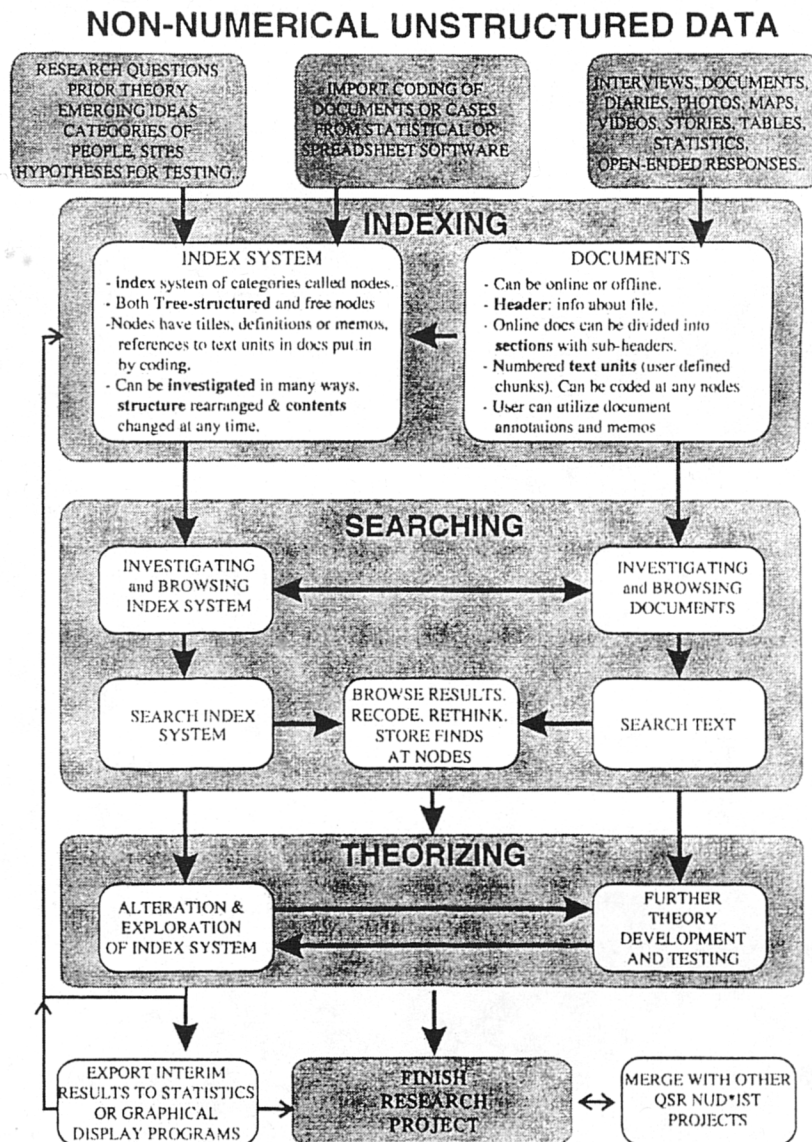 NON-NUMERICAL UNSTRUCTURED DATA
RESEARCH QUESTIONS
PRIOR THEORY
EMERGING IDEAS
CATEGORIES OF
PEOPLE, SITES
HYPOTHESES FOR TESTING...
IMPORT CODING OF
DOCUMENTS OR CASES
FROM STATISTICAL OR
SPREADSHEET SOFTWARE
INTERVIEWS, DOCUMENTS,
DIARIES, PHOTOS, MAPS,
VIDEOS, STORIES, TABLES,
STATISTICS,
OPEN-ENDED RESPONSES...
INDEXING
INDEX SYSTEM
- index system of categories called nodes.
- Both Tree-structured and free nodes
-Nodes have titles, definitions or memos,
references to text units in docs put in
by coding.
- Can be investigated in many ways,
structure rearranged & contents
changed at any time.
DOCUMENTS
- Can be online or offline.
- Header: info about file.
- Online docs can be divided into
sections with sub-headers.
- Numbered text units (user defined
chunks). Can be coded at any nodes
- User can utilize document
annotations and memos
SEARCHING
INVESTIGATING
and BROWSING
INDEX SYSTEM
INVESTIGATING
and BROWSING
DOCUMENTS
SEARCH INDEX
SYSTEM
BROWSE RESULTS.
RECODE, RETHINK.
STORE FINDS
AT NODES
SEARCH TEXT
THEORIZING
ALTERATION &
EXPLORATION
OF INDEX SYSTEM
FURTHER
THEORY
DEVELOPMENT
AND TESTING
EXPORT INTERIM
RESULTS TO STATISTICS
OR GRAPHICAL
DISPLAY PROGRAMS
FINISH
RESEARCH
PROJECT
MERGE WITH OTHER
QSR NUD*IST
PROJECTS